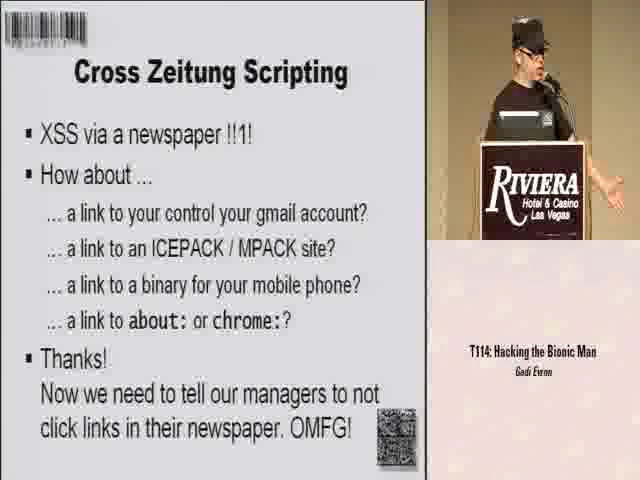 Cross Zeitung Scripting
▪ XSS via a newspaper !!1!
▪ How about ...
... a link to your control your gmail account?
... a link to an ICEPACK / MPACK site?
... a link to a binary for your mobile phone?
... a link to about: or chrome:?
▪ Thanks!
Now we need to tell our managers to not
click links in their newspaper. OMFG!
RIVIERA
Hotel & Casino
Las Vegas
T114: Hacking the Bionic Man
Gadi Evron